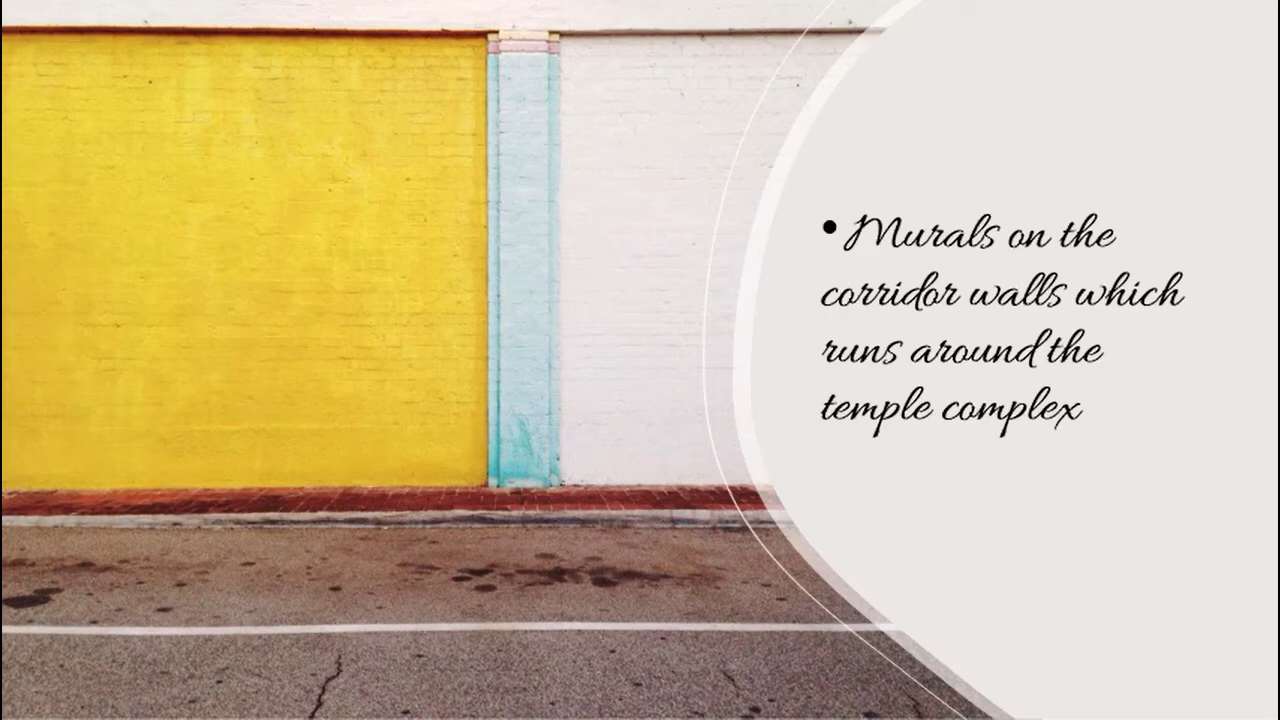 • Murals on the
corridor walls which
runs around the
temple complex